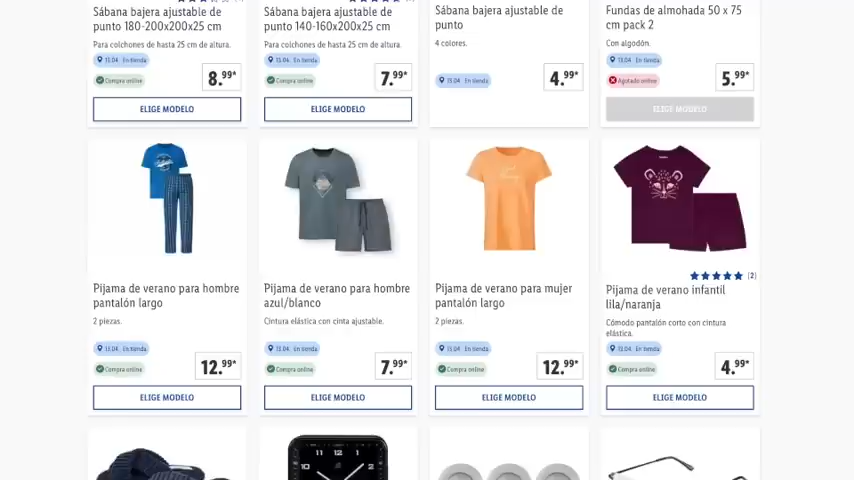 Sábana bajera ajustable de
punto 180-200x200x25 cm
Para colchones de hasta 25 cm de altura.
13.04 En tienda
Compra online
8.99*
ELIGE MODELO
Sábana bajera ajustable de
punto 140-160x200x25 cm
Para colchones de hasta 25 cm de altura.
13.04 En tienda
Compra online
7.99*
ELIGE MODELO
Sábana bajera ajustable de
punto
4 colores.
13.04 En tienda
4.99*
Fundas de almohada 50 x 75
cm pack 2
Con algodón.
13.04 En tienda
Agotado online
5.99*
ELIGE MODELO
Pijama de verano para hombre
pantalón largo
2 piezas.
13.04 En tienda
Compra online
12.99*
ELIGE MODELO
Pijama de verano para hombre
azul/blanco
Cintura elástica con cinta ajustable.
13.04 En tienda
Compra online
7.99*
ELIGE MODELO
Pijama de verano para mujer
pantalón largo
2 piezas.
13.04 En tienda
Compra online
12.99*
ELIGE MODELO
(2)
Pijama de verano infantil
lila/naranja
Cómodo pantalón corto con cintura
elástica.
13.04 En tienda
Compra online
4.99*
ELIGE MODELO
11 12 1
10 2